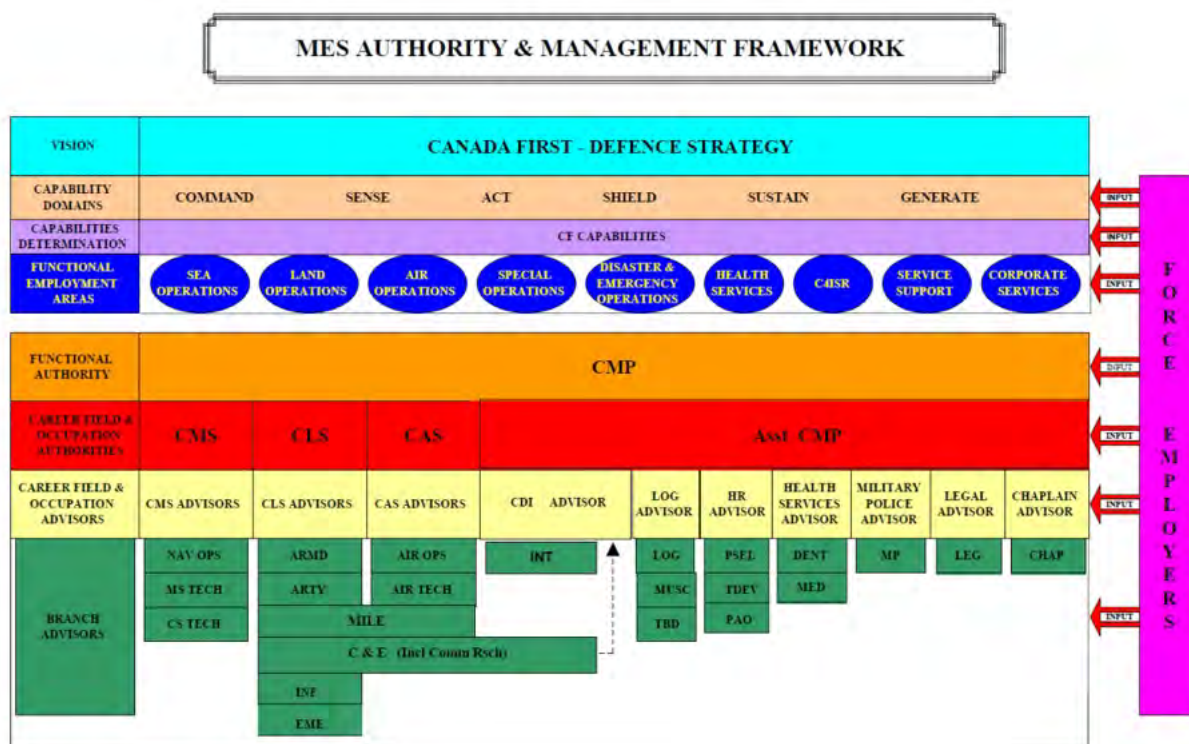 MES AUTHORITY & MANAGEMENT FRAMEWORK
VISION
CANADA FIRST - DEFENCE STRATEGY
CAPABILITY
DOMAINS
COMMAND SENSE ACT SHIELD SUSTAIN GENERATE
INPUT
CAPABILITIES
DETERMINATION
CF CAPABILITIES
INPUT
FUNCTIONAL
EMPLOYMENT
AREAS
SEA
OPERATIONS
LAND
OPERATIONS
AIR
OPERATIONS
SPECIAL
OPERATIONS
DISASTER &
EMERGENCY
OPERATIONS
HEALTH
SERVICES
C4ISR
SERVICE
SUPPORT
CORPORATE
SERVICES
INPUT
FUNCTIONAL
AUTHORITY
CMP
INPUT
CAREER FIELD &
OCCUPATION
AUTHORITIES
CMS
CLS
CAS
Asst CMP
INPUT
CAREER FIELD &
OCCUPATION
ADVISORS
CMS ADVISORS
CLS ADVISORS
CAS ADVISORS
CDI ADVISOR
LOG
ADVISOR
HR
ADVISOR
HEALTH
SERVICES
ADVISOR
MILITARY
POLICE
ADVISOR
LEGAL
ADVISOR
CHAPLAIN
ADVISOR
INPUT
BRANCH
ADVISORS
NAV OPS
MS TECH
CS TECH
ARMD
ARTY
AIR OPS
AIR TECH
MILE
C & E (Incl Comm Rsch)
INF
EME
INT
LOG
MUSC
TBD
PSEL
TDEV
PAO
DENT
MED
MP
LEG
CHAP
INPUT
FORCE EMPLOYERS